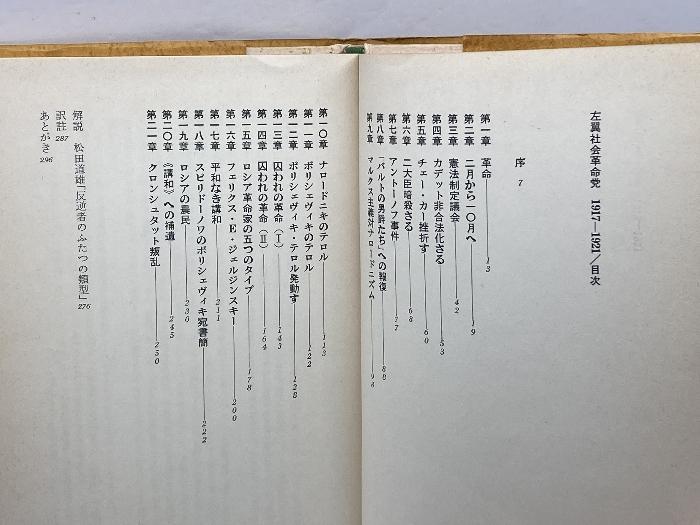 左翼社会革命党 1917—1921／目次
序 7
第一章 革命 13
第二章 二月から一〇月へ 19
第三章 憲法制定議会 42
第四章 カデット非合法化さる 53
第五章 チェー・カー挫折す 60
第六章 二大臣暗殺さる 68
第七章 アントーノフ事件 77
第八章 「バルトの男爵たち」への報復 88
第九章 マルクス主義対ナロードニズム 98
第一〇章 ナロードニキのテロル 113
第一一章 ボリシェヴィキのテロル 122
第一二章 ボリシェヴィキ・テロル発動す 128
第一三章 囚われの革命（Ⅰ） 143
第一四章 囚われの革命（Ⅱ） 164
第一五章 ロシア革命家の五つのタイプ 178
第一六章 フェリクス・E・ジェルジンスキー 200
第一七章 平和なき講和 211
第一八章 スピリドーノワのボリシェヴィキ宛書簡 222
第一九章 ロシアの農民 230
第二〇章 《講和》への補遺 245
第二一章 クロンシュタット叛乱 250
解説 松田道雄「反逆者のふたつの類型」 276
訳註 287
あとがき 296